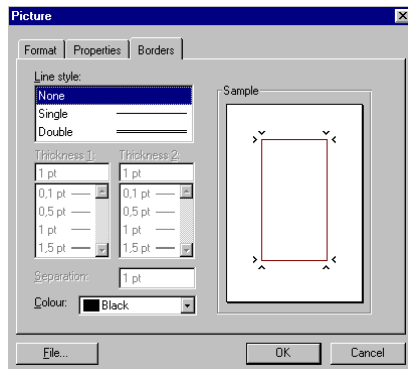 Picture
Format Properties Borders
Line style:
None
Single
Double
Sample
Thickness 1: Thickness 2:
1 pt 1 pt
0,1 pt 0,1 pt
0,5 pt 0,5 pt
1 pt 1 pt
1,5 pt 1,5 pt
Separation: 1 pt
Colour: Black
File... OK Cancel